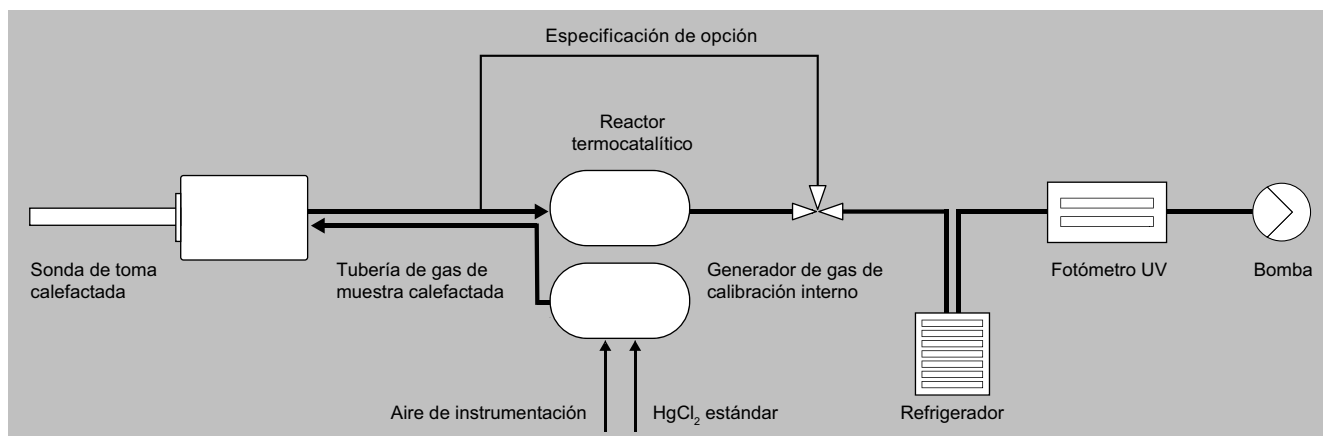 Especificación de opción
Reactor
termocatalítico
Sonda de toma
calefactada
Tubería de gas de
muestra calefactada
Generador de gas de
calibración interno
Fotómetro UV
Bomba
Aire de instrumentación
HgCl₂ estándar
Refrigerador